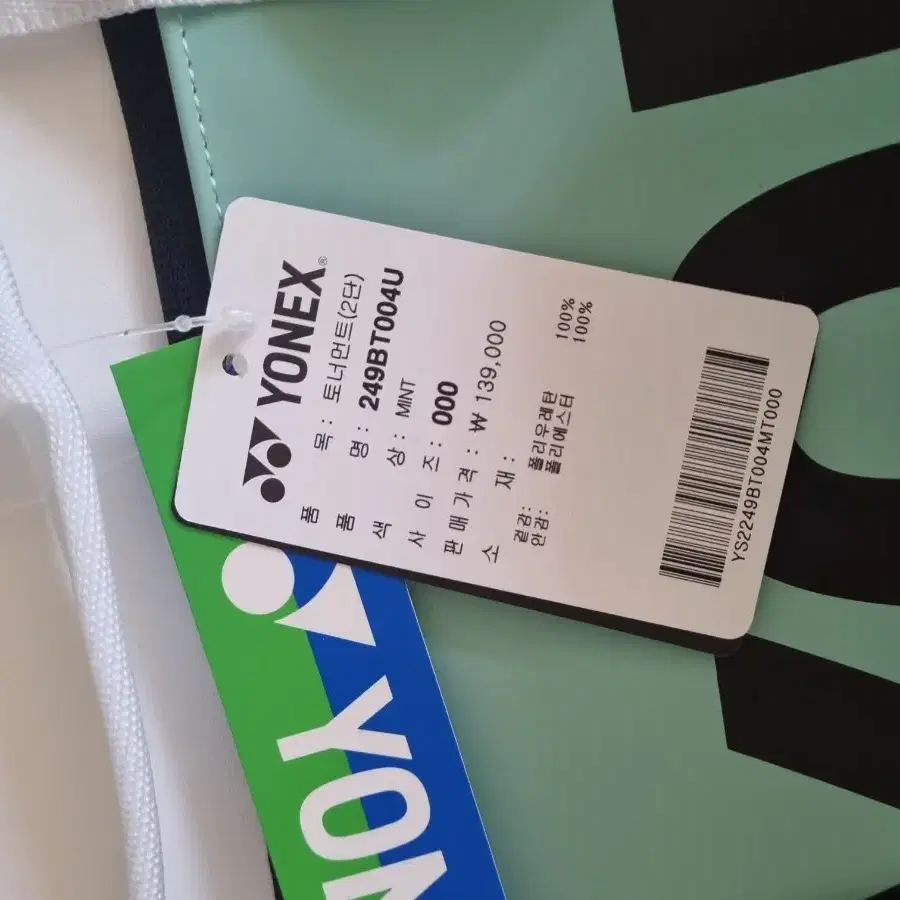 YONEX®
품 목 : 토너먼트(2단)
품 명 : 249BT004U
색 상 : MINT
사 이 즈 : 000
판 매 가 격 : ₩ 139,000
소 재 :
겉감: 폴리우레탄 100%
안감: 폴리에스터 100%
YS2249BT004MT000